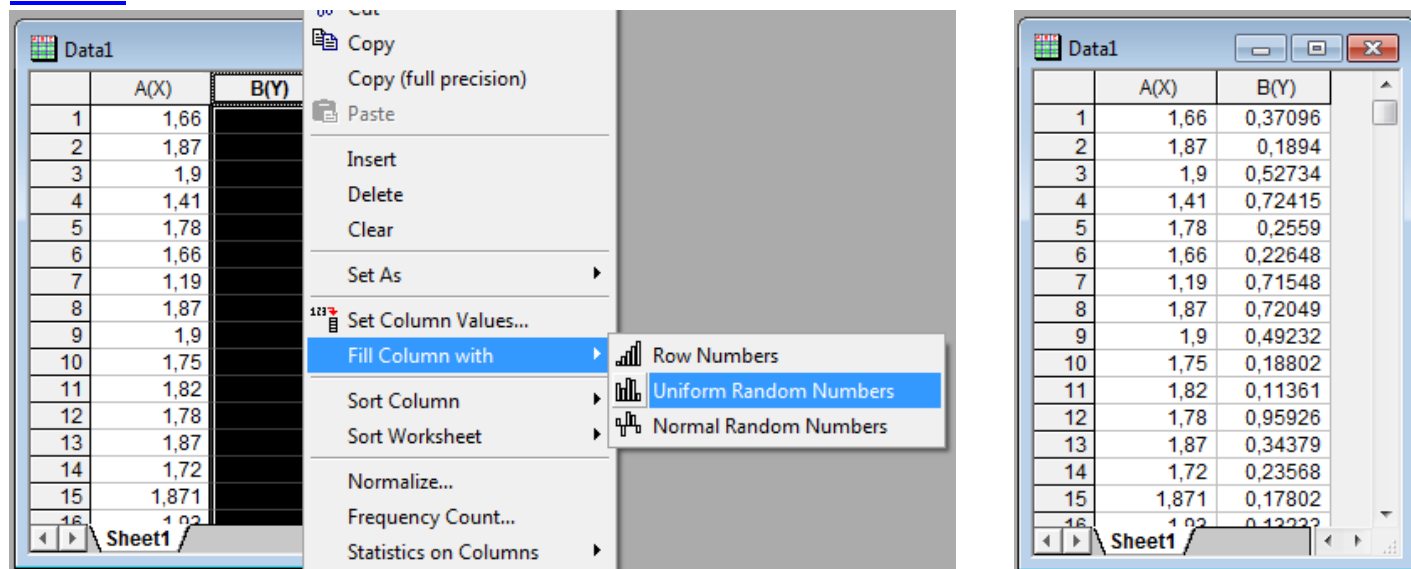 Data1
A(X) B(Y)
1 1,66
2 1,87
3 1,9
4 1,41
5 1,78
6 1,66
7 1,19
8 1,87
9 1,9
10 1,75
11 1,82
12 1,78
13 1,87
14 1,72
15 1,871
16 1,93
Sheet1
Cut
Copy
Copy (full precision)
Paste
Insert
Delete
Clear
Set As
123
Set Column Values...
Fill Column with
Sort Column
Sort Worksheet
Normalize...
Frequency Count...
Statistics on Columns
Row Numbers
Uniform Random Numbers
Normal Random Numbers
Data1
A(X) B(Y)
1 1,66 0,37096
2 1,87 0,1894
3 1,9 0,52734
4 1,41 0,72415
5 1,78 0,2559
6 1,66 0,22648
7 1,19 0,71548
8 1,87 0,72049
9 1,9 0,49232
10 1,75 0,18802
11 1,82 0,11361
12 1,78 0,95926
13 1,87 0,34379
14 1,72 0,23568
15 1,871 0,17802
16 1,93
Sheet1